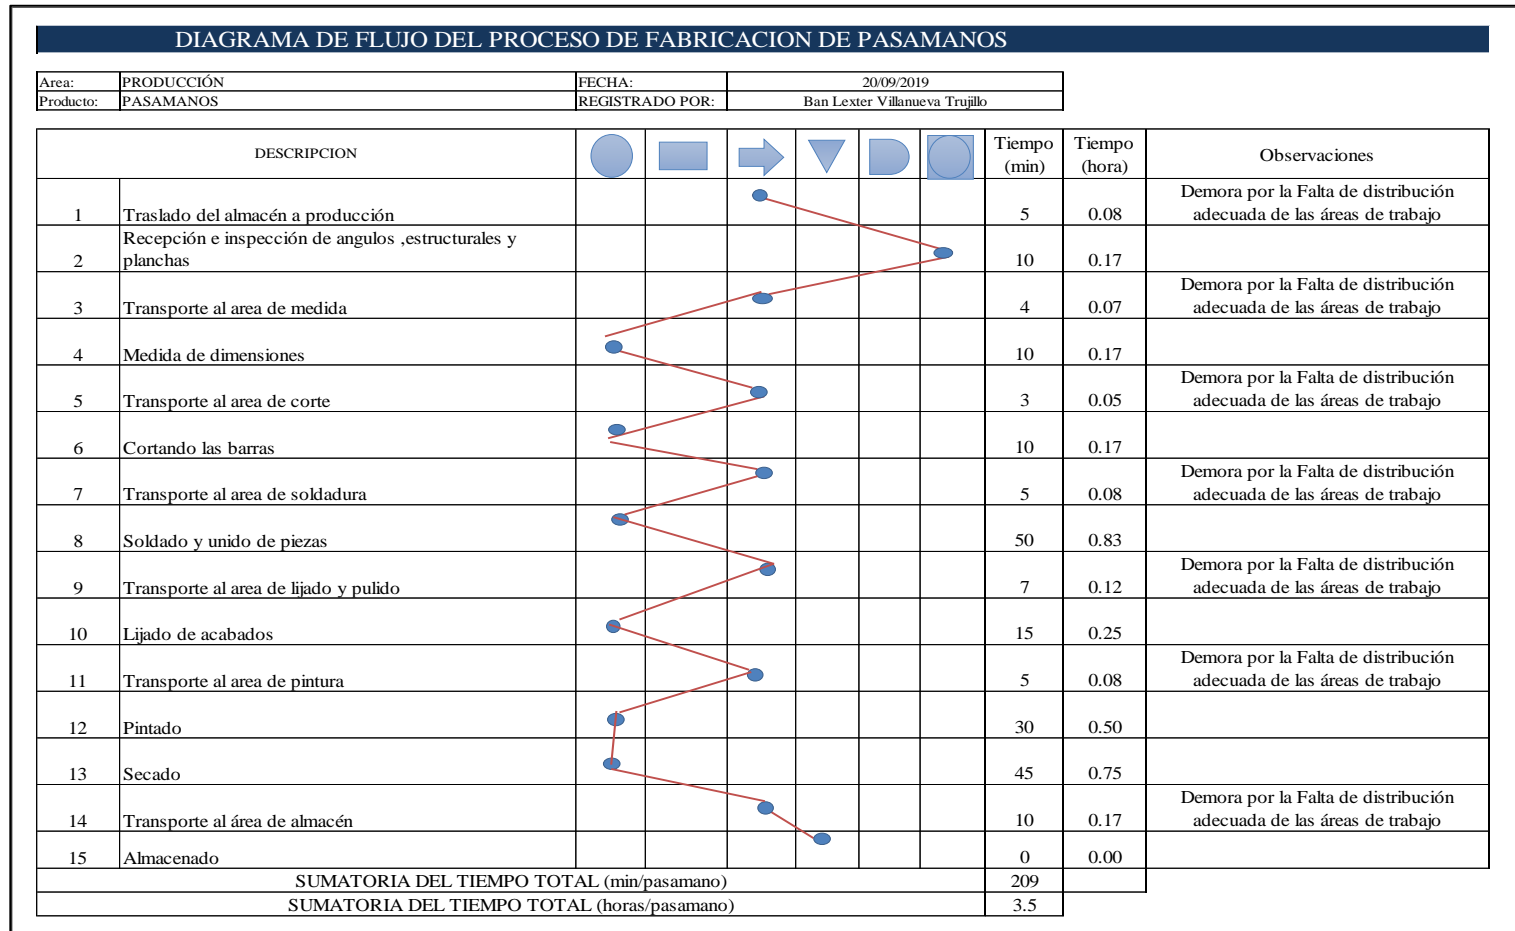 DIAGRAMA DE FLUJO DEL PROCESO DE FABRICACION DE PASAMANOS
Area: PRODUCCIÓN FECHA: 20/09/2019
Producto: PASAMANOS REGISTRADO POR: Ban Lexter Villanueva Trujillo
DESCRIPCION Tiempo (min) Tiempo (hora) Observaciones
1 Traslado del almacén a producción 5 0.08 Demora por la Falta de distribución adecuada de las áreas de trabajo
2 Recepción e inspección de angulos ,estructurales y planchas 10 0.17
3 Transporte al area de medida 4 0.07 Demora por la Falta de distribución adecuada de las áreas de trabajo
4 Medida de dimensiones 10 0.17
5 Transporte al area de corte 3 0.05 Demora por la Falta de distribución adecuada de las áreas de trabajo
6 Cortando las barras 10 0.17
7 Transporte al area de soldadura 5 0.08 Demora por la Falta de distribución adecuada de las áreas de trabajo
8 Soldado y unido de piezas 50 0.83
9 Transporte al area de lijado y pulido 7 0.12 Demora por la Falta de distribución adecuada de las áreas de trabajo
10 Lijado de acabados 15 0.25
11 Transporte al area de pintura 5 0.08 Demora por la Falta de distribución adecuada de las áreas de trabajo
12 Pintado 30 0.50
13 Secado 45 0.75
14 Transporte al área de almacén 10 0.17 Demora por la Falta de distribución adecuada de las áreas de trabajo
15 Almacenado 0 0.00
SUMATORIA DEL TIEMPO TOTAL (min/pasamano) 209
SUMATORIA DEL TIEMPO TOTAL (horas/pasamano) 3.5